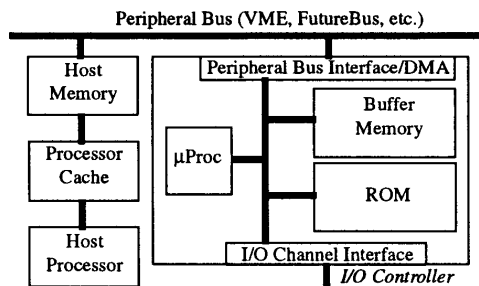 Peripheral Bus (VME, FutureBus, etc.)
Host
Memory
Processor
Cache
Host
Processor
Peripheral Bus Interface/DMA
μProc
Buffer
Memory
ROM
I/O Channel Interface
I/O Controller